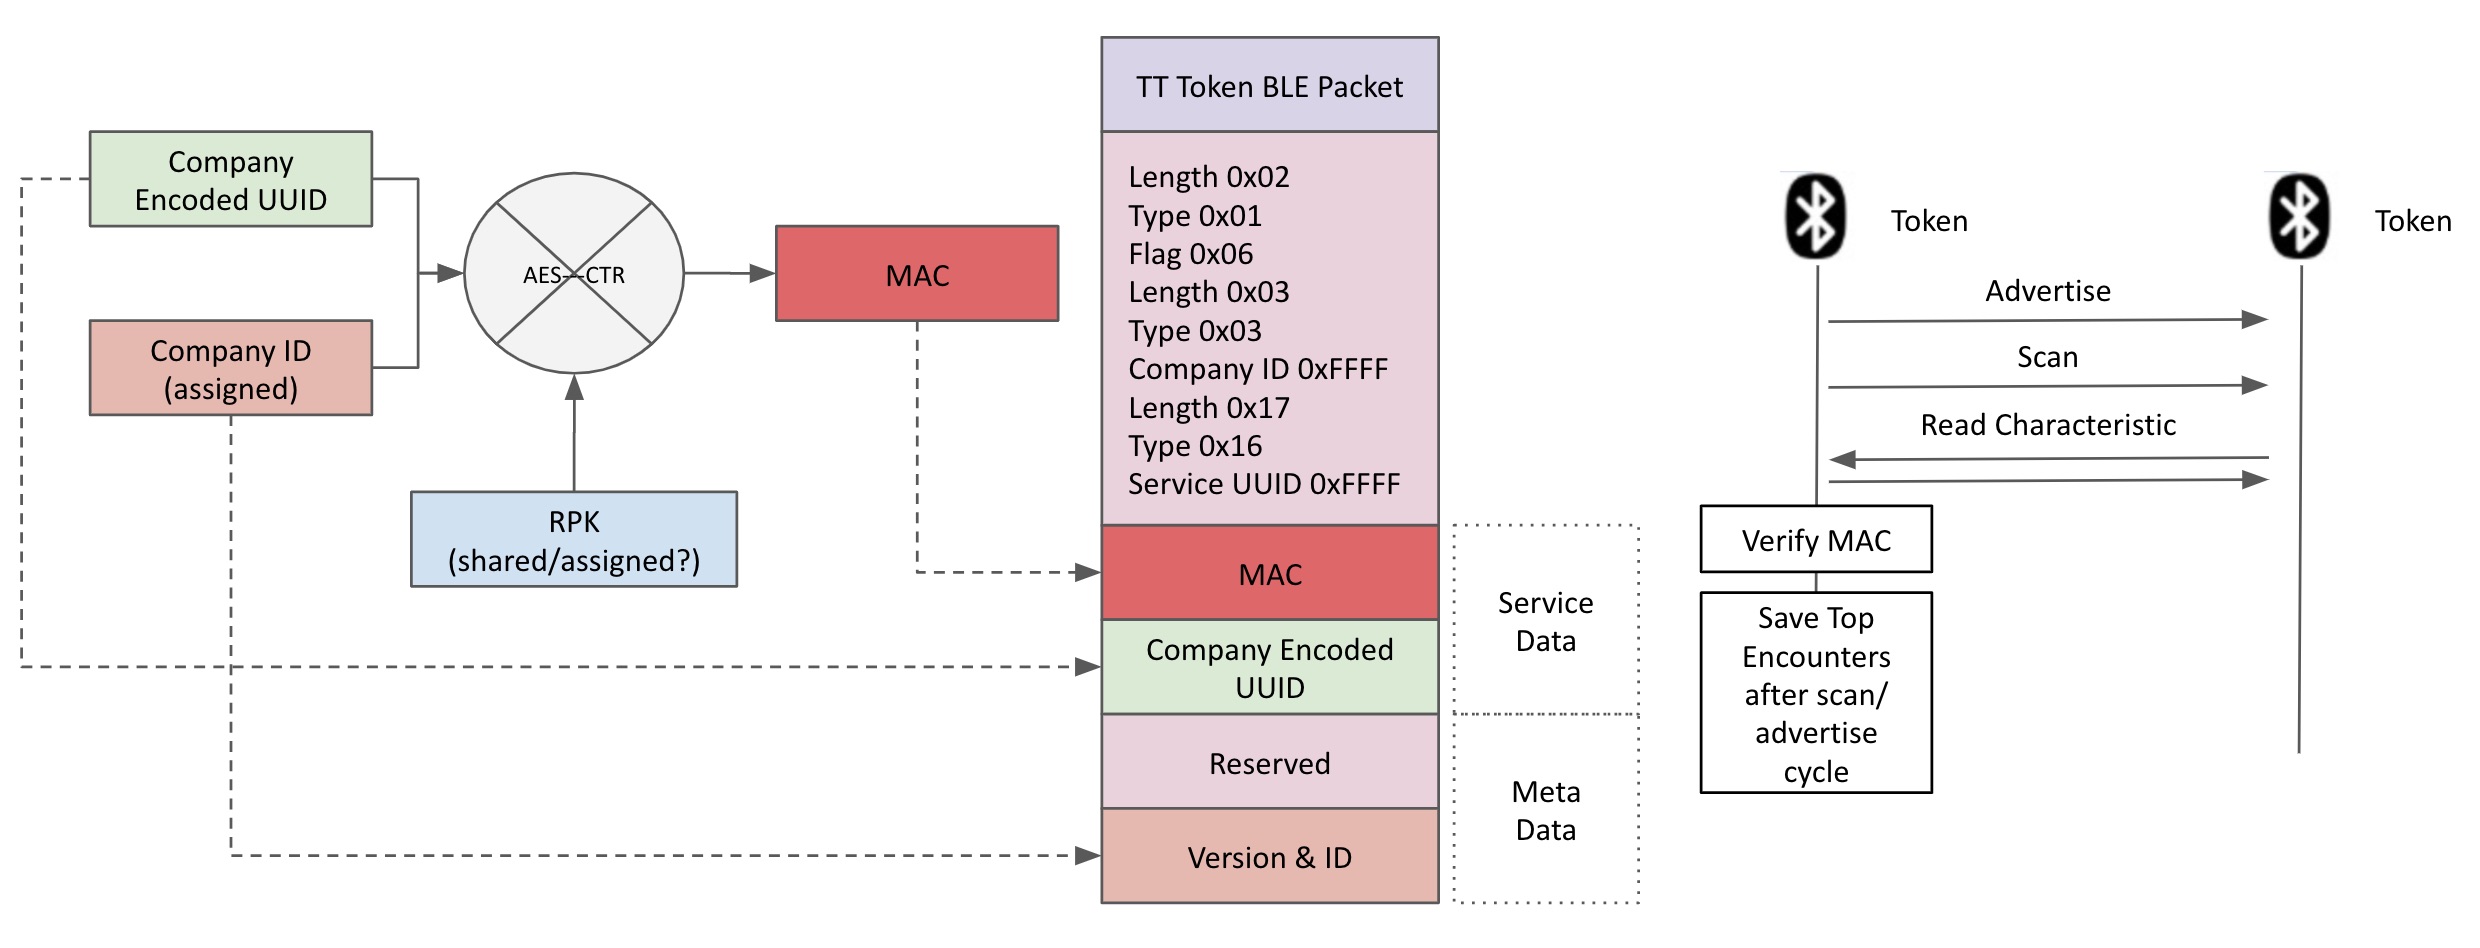 Company
Encoded UUID
Company ID
(assigned)
AES---CTR
RPK
(shared/assigned?)
MAC
TT Token BLE Packet
Length 0x02
Type 0x01
Flag 0x06
Length 0x03
Type 0x03
Company ID 0xFFFF
Length 0x17
Type 0x16
Service UUID 0xFFFF
MAC
Company Encoded
UUID
Reserved
Version & ID
Service
Data
Meta
Data
Token
Token
Advertise
Scan
Read Characteristic
Verify MAC
Save Top
Encounters
after scan/
advertise
cycle